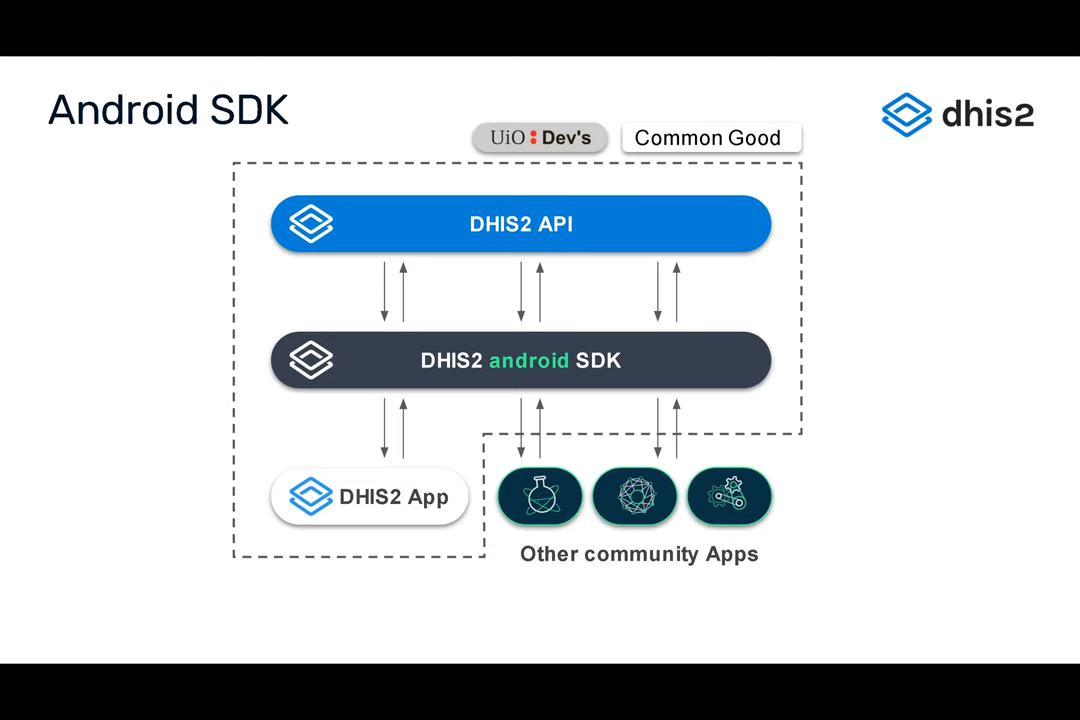 Android SDK
dhis2
UiO : Dev's
Common Good
DHIS2 API
DHIS2 android SDK
DHIS2 App
Other community Apps